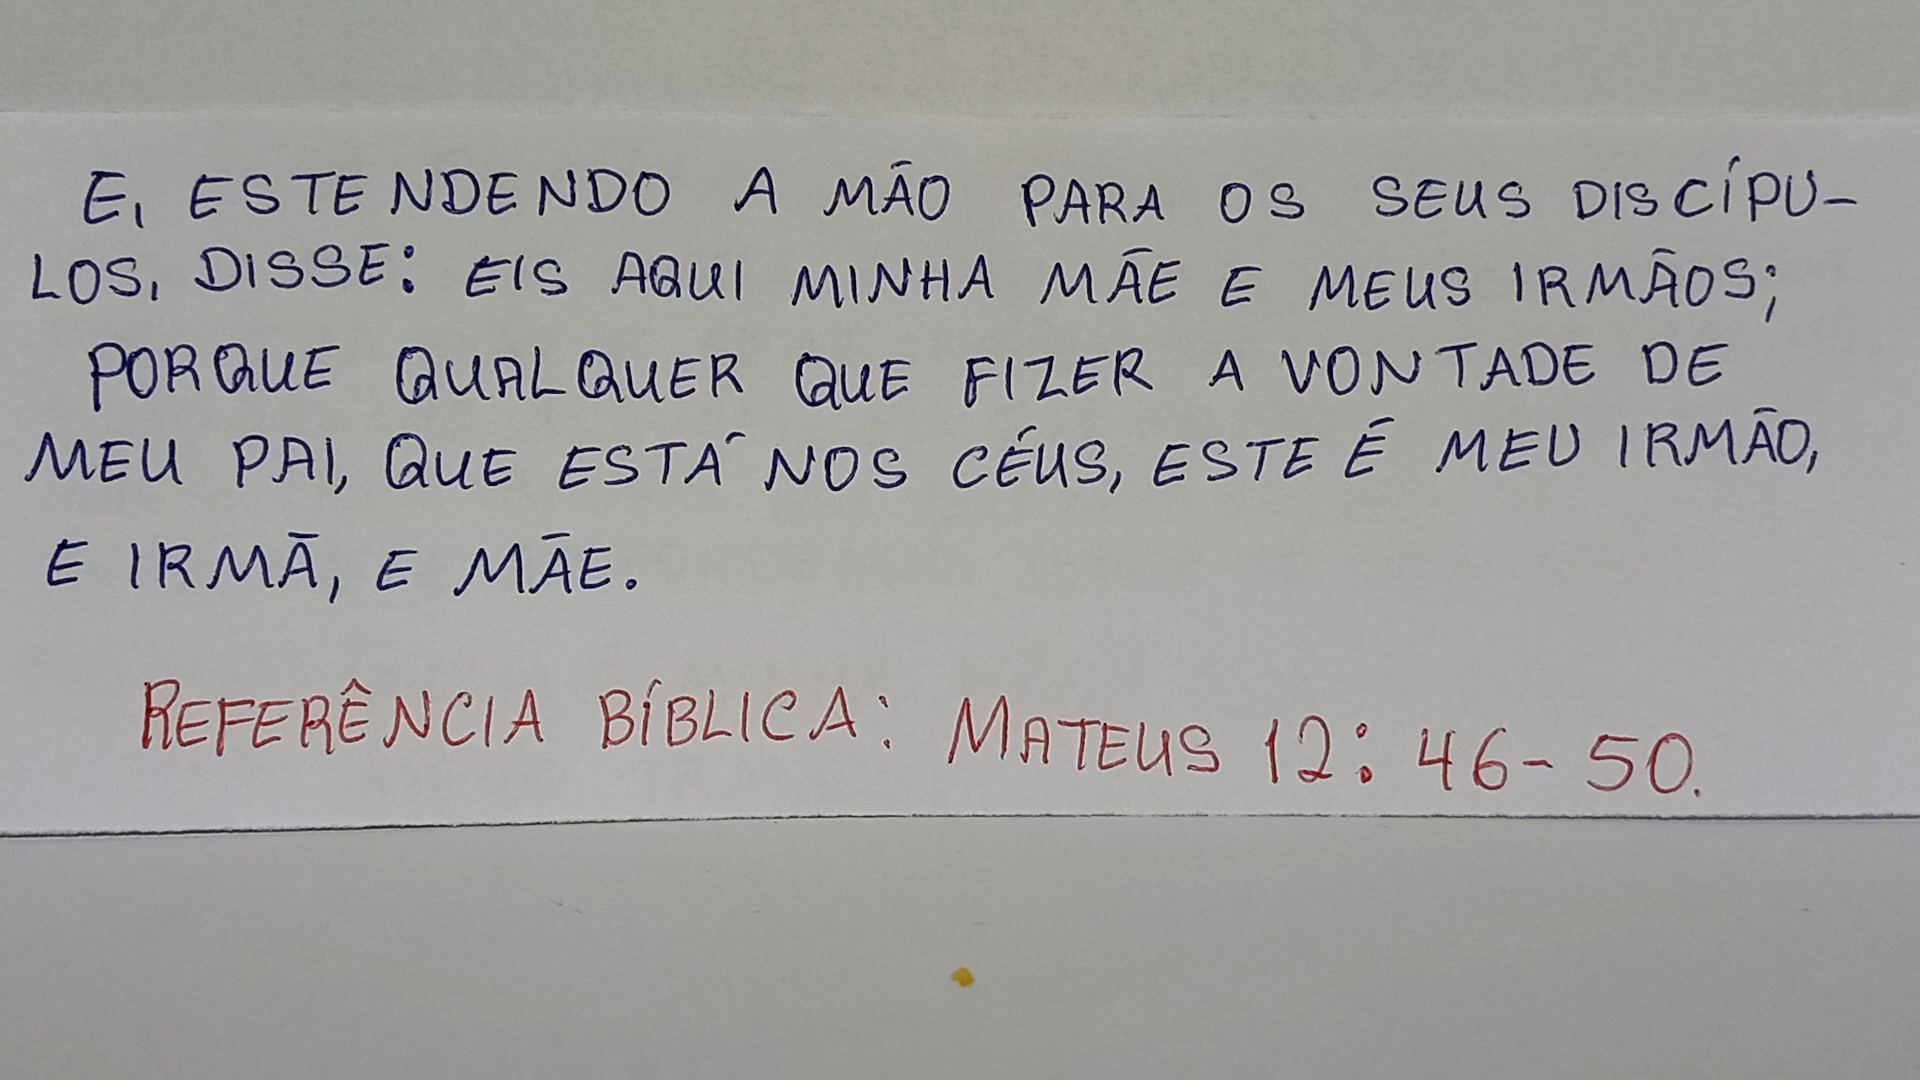 E, ESTENDENDO A MÃO PARA OS SEUS DISCÍPU-
LOS, DISSE: EIS AQUI MINHA MÃE E MEUS IRMÃOS;
PORQUE QUALQUER QUE FIZER A VONTADE DE
MEU PAI, QUE ESTÁ NOS CÉUS, ESTE É MEU IRMÃO,
E IRMÃ, E MÃE.
REFERÊNCIA BÍBLICA: MATEUS 12: 46-50.